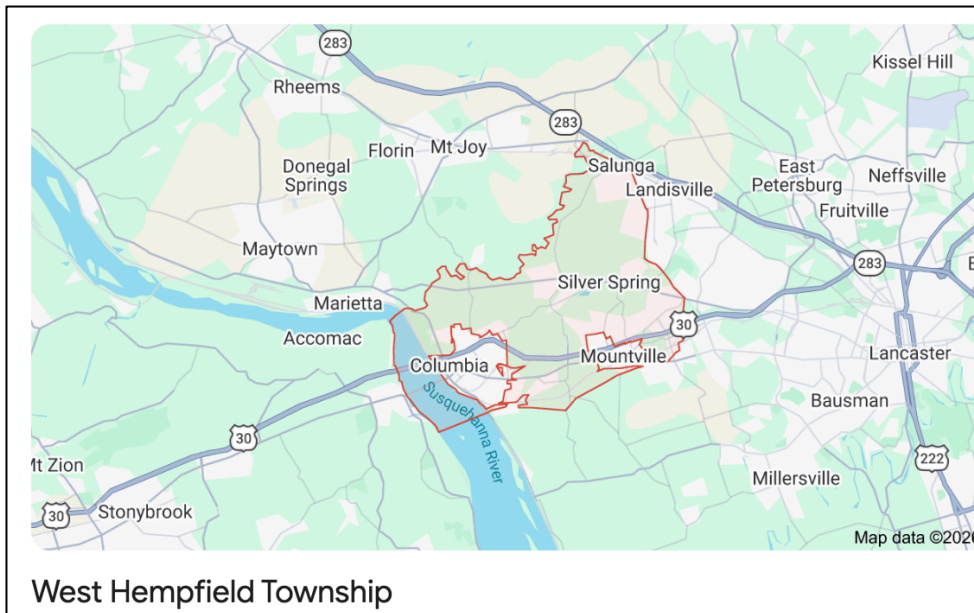 283
Kissel Hill
Rheems
283
Florin
Mt Joy
Salunga
Donegal
Springs
Landisville
East
Petersburg
Neffsville
Fruitville
Maytown
283
Silver Spring
Marietta
30
Accomac
Columbia
Mountville
Lancaster
Susquehanna River
Bausman
30
Mt Zion
222
Millersville
30
Stonybrook
Map data ©2026
West Hempfield Township